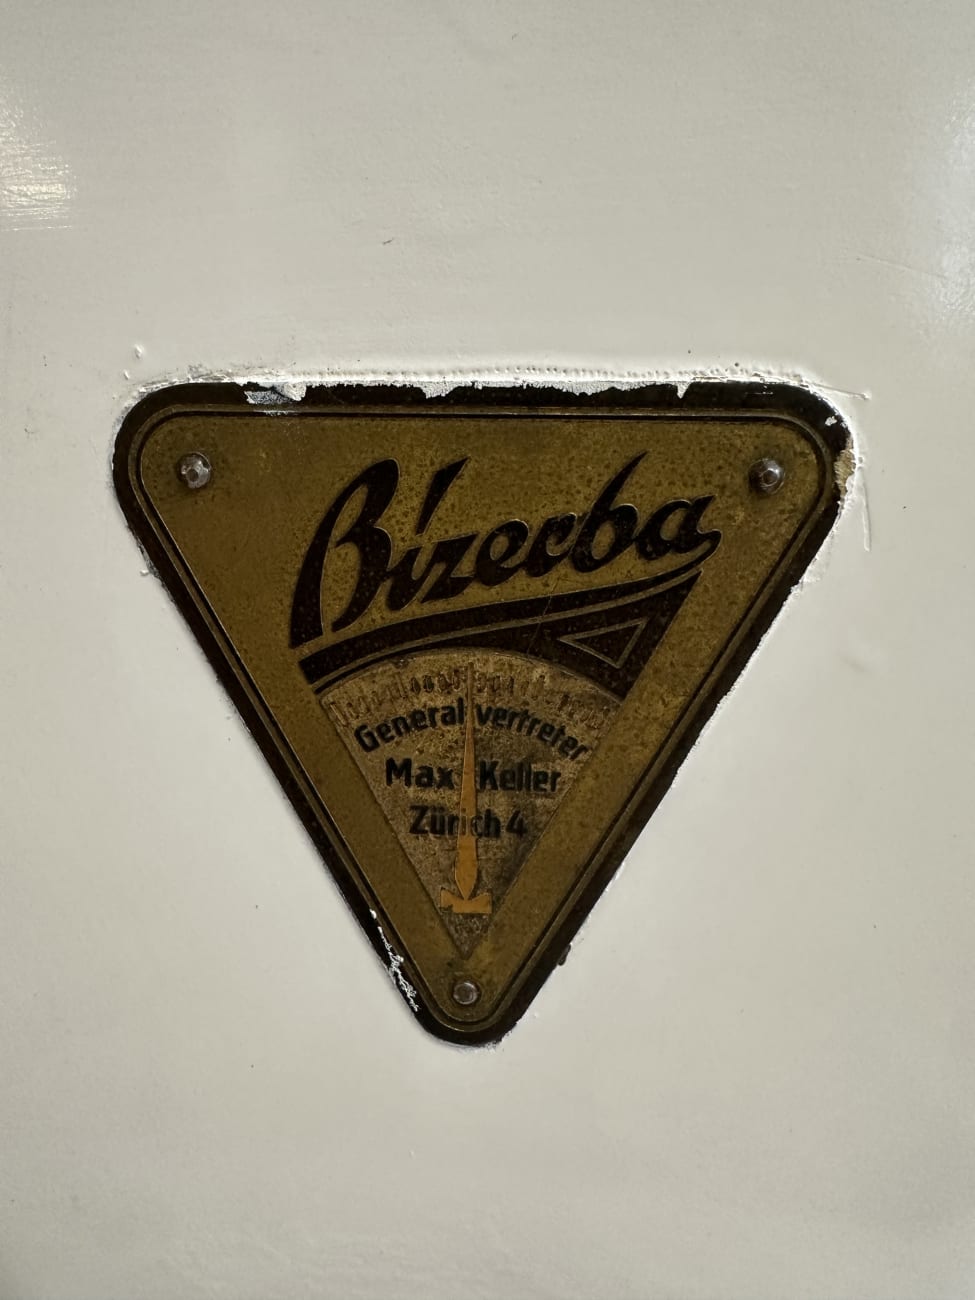 Bizerba
Generalvertreter
Max Keller
Zürich 4